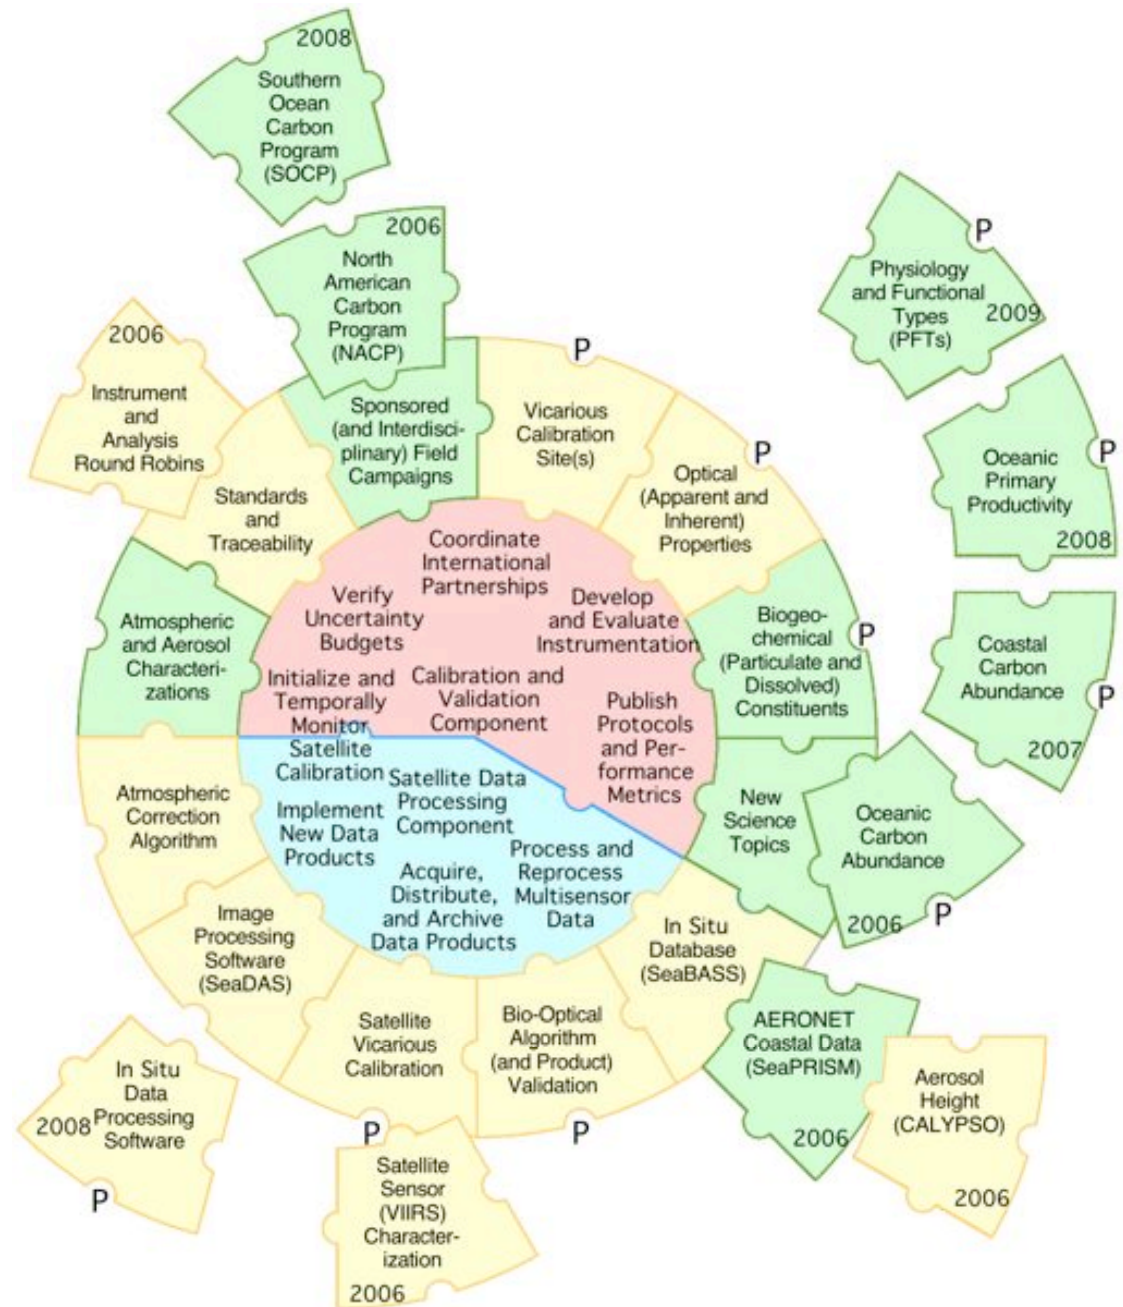 2008
Southern
Ocean
Carbon
Program
(SOCP)
2006
North
American
Carbon
Program
(NACP)
P
Physiology
and Functional
Types
(PFTs)
2009
2006
Instrument
and
Analysis
Round Robins
Standards
and
Traceability
Sponsored
(and Interdisci-
plinary) Field
Campaigns
P
Vicarious
Calibration
Site(s)
P
Optical
(Apparent and
Inherent)
Properties
P
Oceanic
Primary
Productivity
2008
Atmospheric
and Aerosol
Characteri-
zations
Coordinate
International
Partnerships
Verify
Uncertainty
Budgets
Develop
and Evaluate
Instrumentation
Initialize and
Temporally
Monitor
Satellite
Calibration
Calibration and
Validation
Component
Publish
Protocols
and Per-
formance
Metrics
P
Biogeo-
chemical
(Particulate and
Dissolved)
Constituents
Coastal
Carbon
Abundance
P
2007
Atmospheric
Correction
Algorithm
Implement
New Data
Products
Satellite Data
Processing
Component
Acquire,
Distribute,
and Archive
Data Products
Process and
Reprocess
Multisensor
Data
New
Science
Topics
Oceanic
Carbon
Abundance
2006
P
Image
Processing
Software
(SeaDAS)
Satellite
Vicarious
Calibration
P
Bio-Optical
Algorithm
(and Product)
Validation
P
In Situ
Database
(SeaBASS)
AERONET
Coastal Data
(SeaPRISM)
2006
Aerosol
Height
(CALYPSO)
2006
In Situ
Data
Processing
Software
2008
P
Satellite
Sensor
(VIIRS)
Character-
ization
2006